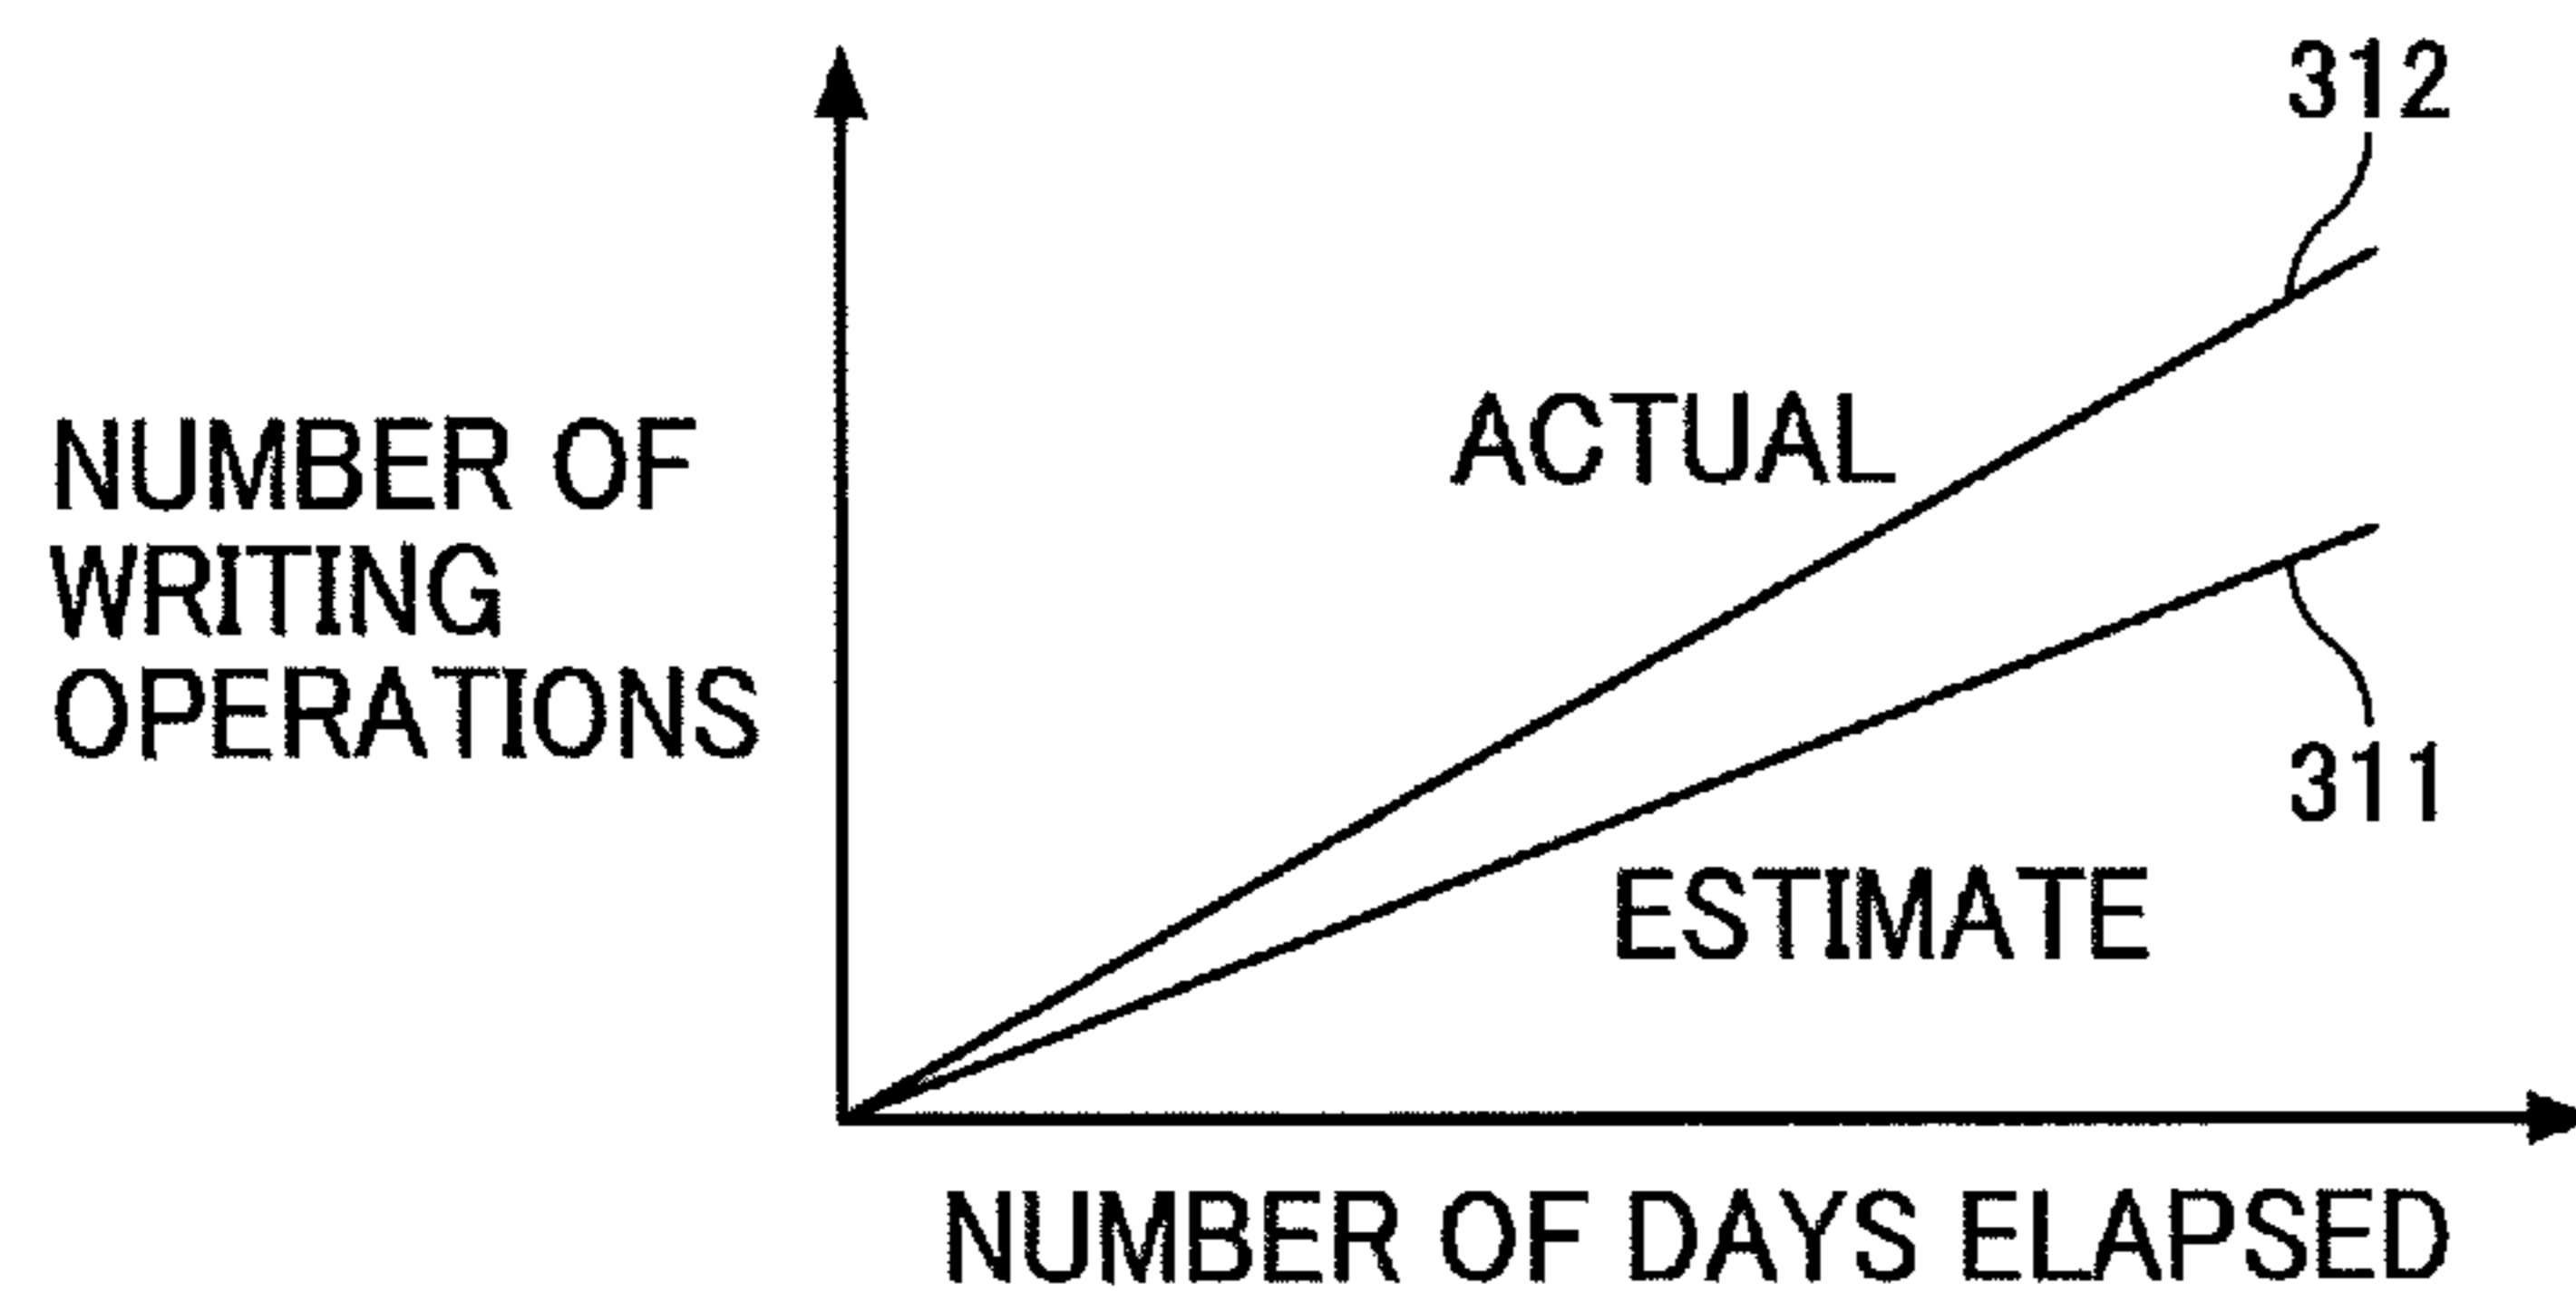 312
ACTUAL
NUMBER OF
WRITING
OPERATIONS
311
ESTIMATE
NUMBER OF DAYS ELAPSED